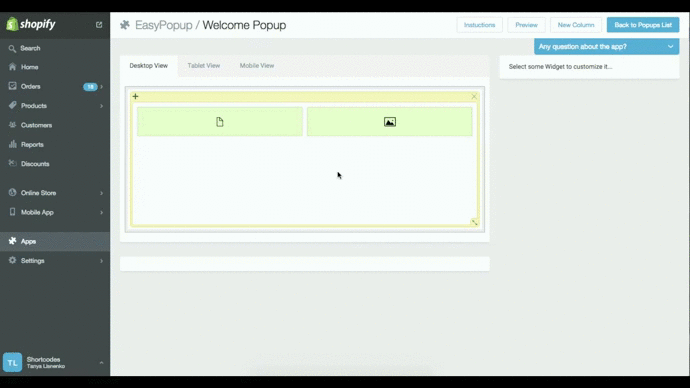 shopify
EasyPopup / Welcome Popup
Instuctions
Preview
New Column
Back to Popups List
Search
Home
Orders 18
Products
Customers
Reports
Discounts
Online Store
Mobile App
Apps
Settings
TL
Shortcodes
Tanya Lisnenko
Desktop View
Tablet View
Mobile View
Any question about the app?
Select some Widget to customize it...